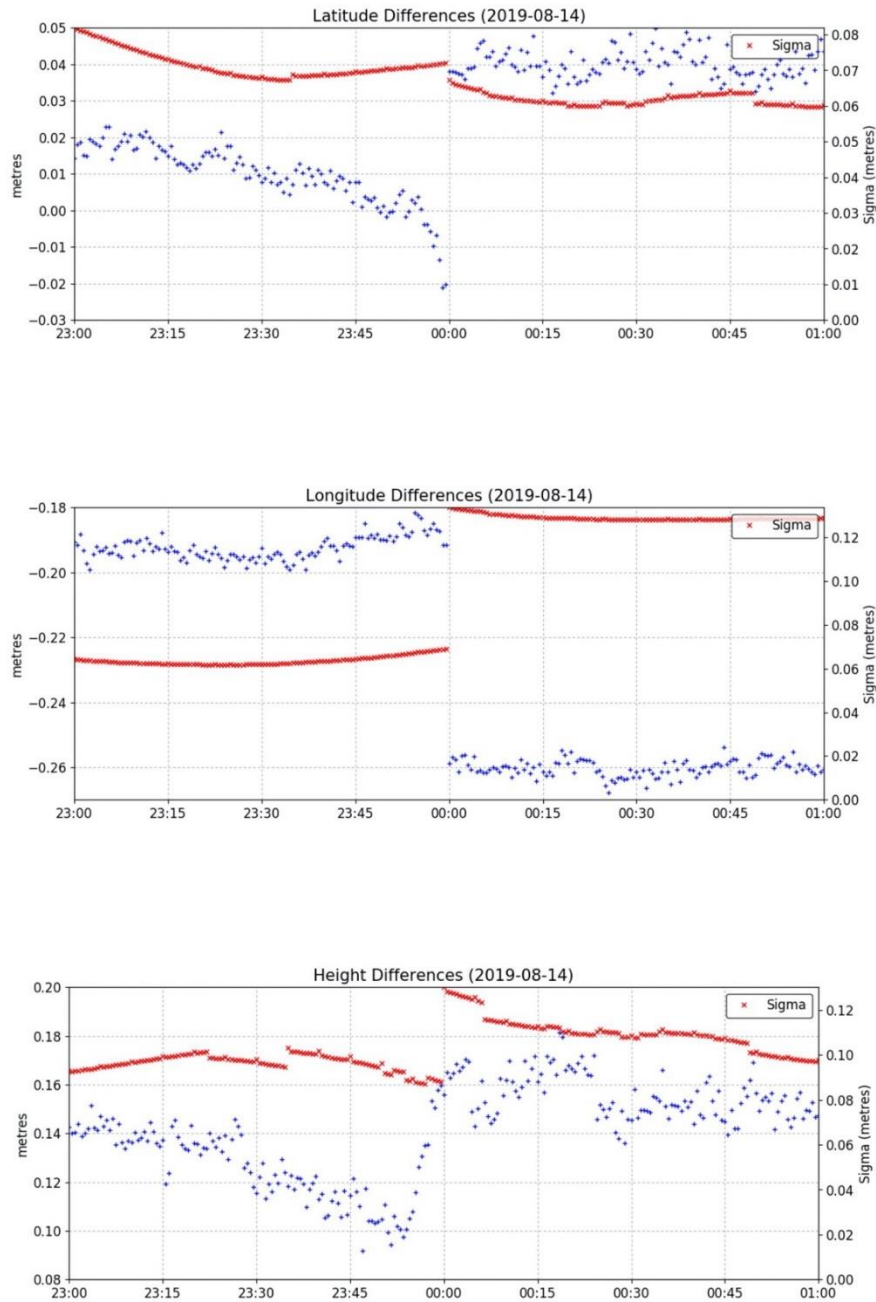 Latitude Differences (2019-08-14)
0.05
0.04
0.03
0.02
0.01
0.00
−0.01
−0.02
−0.03
metres
0.08
0.07
0.06
0.05
0.04
0.03
0.02
0.01
0.00
Sigma (metres)
Sigma
23:00 23:15 23:30 23:45 00:00 00:15 00:30 00:45 01:00
Longitude Differences (2019-08-14)
−0.18
−0.20
−0.22
−0.24
−0.26
metres
0.12
0.10
0.08
0.06
0.04
0.02
0.00
Sigma (metres)
Sigma
23:00 23:15 23:30 23:45 00:00 00:15 00:30 00:45 01:00
Height Differences (2019-08-14)
0.20
0.18
0.16
0.14
0.12
0.10
0.08
metres
0.12
0.10
0.08
0.06
0.04
0.02
0.00
Sigma (metres)
Sigma
23:00 23:15 23:30 23:45 00:00 00:15 00:30 00:45 01:00